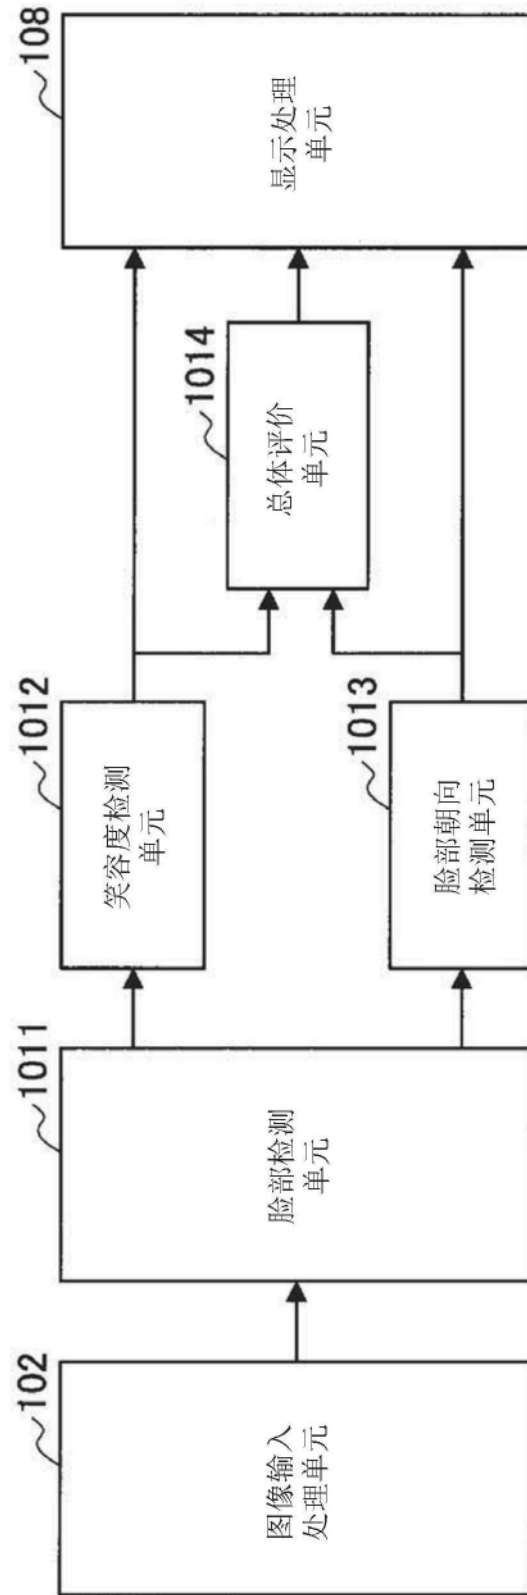 102
图像输入
处理单元
1011
脸部检测
单元
1012
笑容度检测
单元
1013
脸部朝向
检测单元
1014
总体评价
单元
108
显示处理
单元